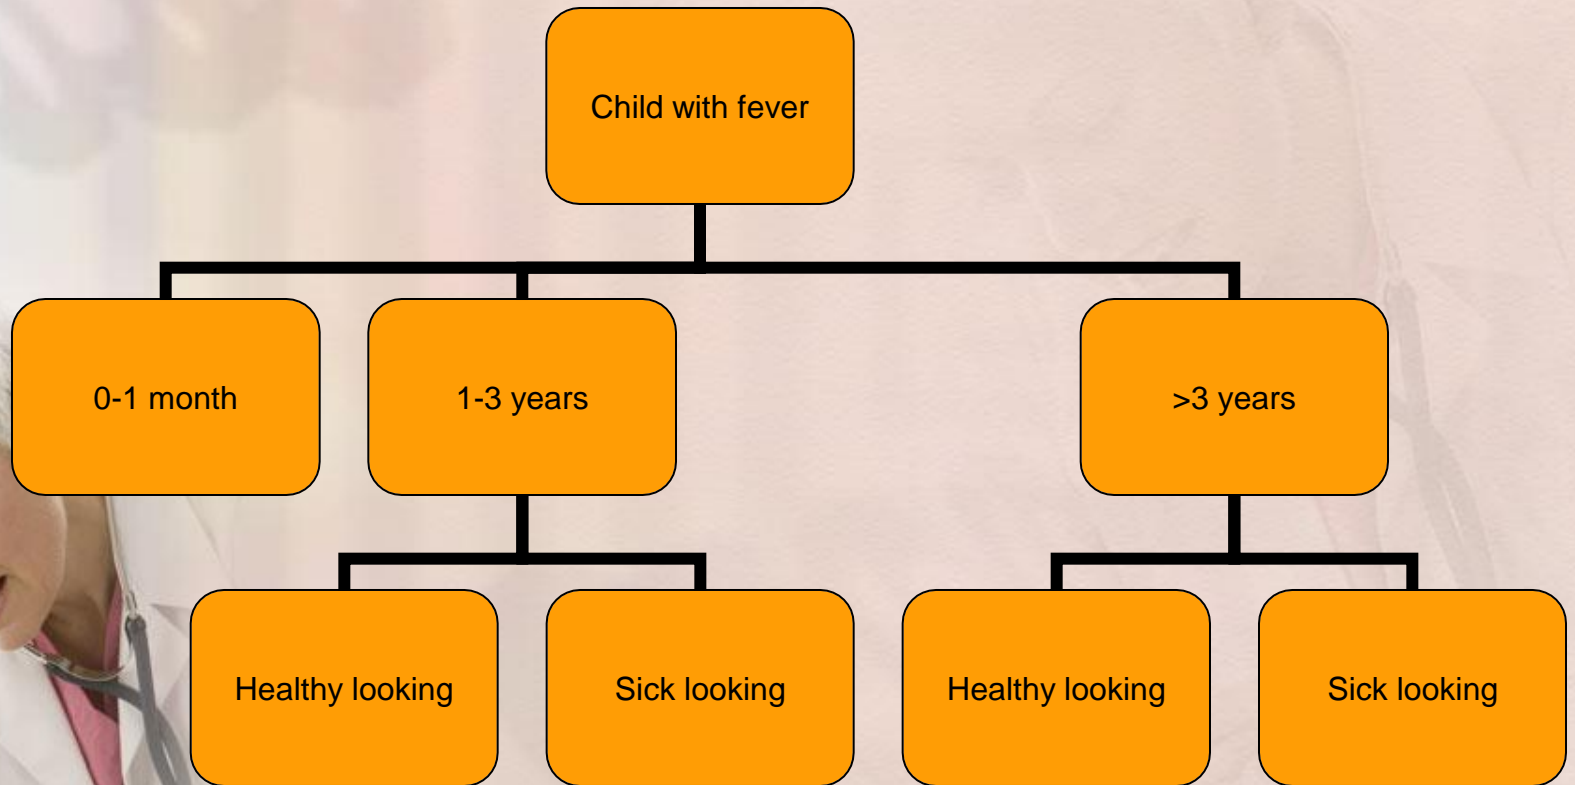 Child with fever
0-1 month
1-3 years
>3 years
Healthy looking
Sick looking
Healthy looking
Sick looking